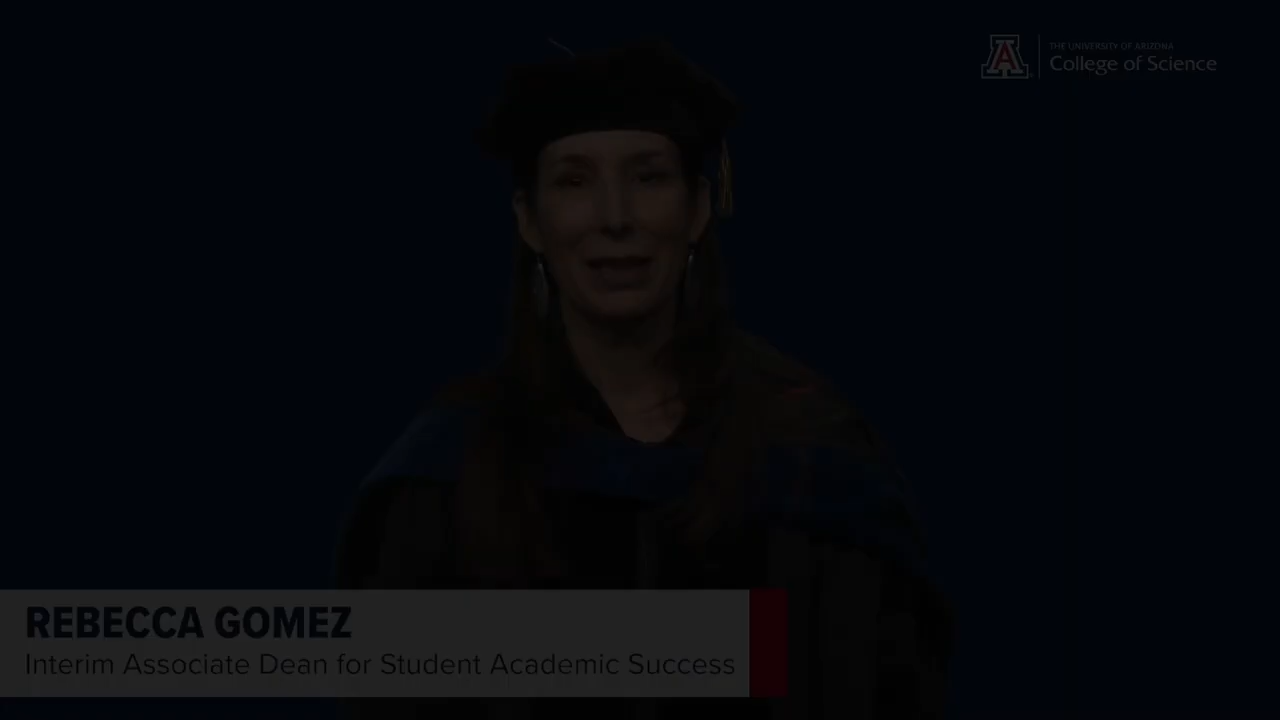 THE UNIVERSITY OF ARIZONA
College of Science
REBECCA GOMEZ
Interim Associate Dean for Student Academic Success